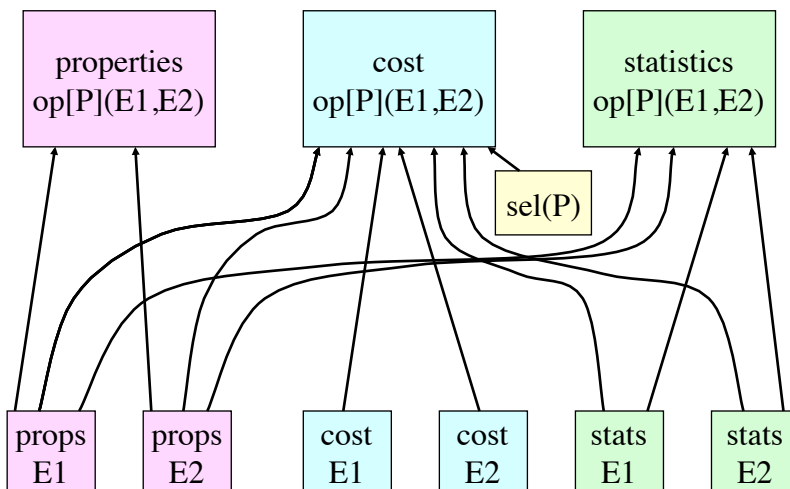 properties
op[P](E1,E2)
cost
op[P](E1,E2)
statistics
op[P](E1,E2)
sel(P)
props
E1
props
E2
cost
E1
cost
E2
stats
E1
stats
E2